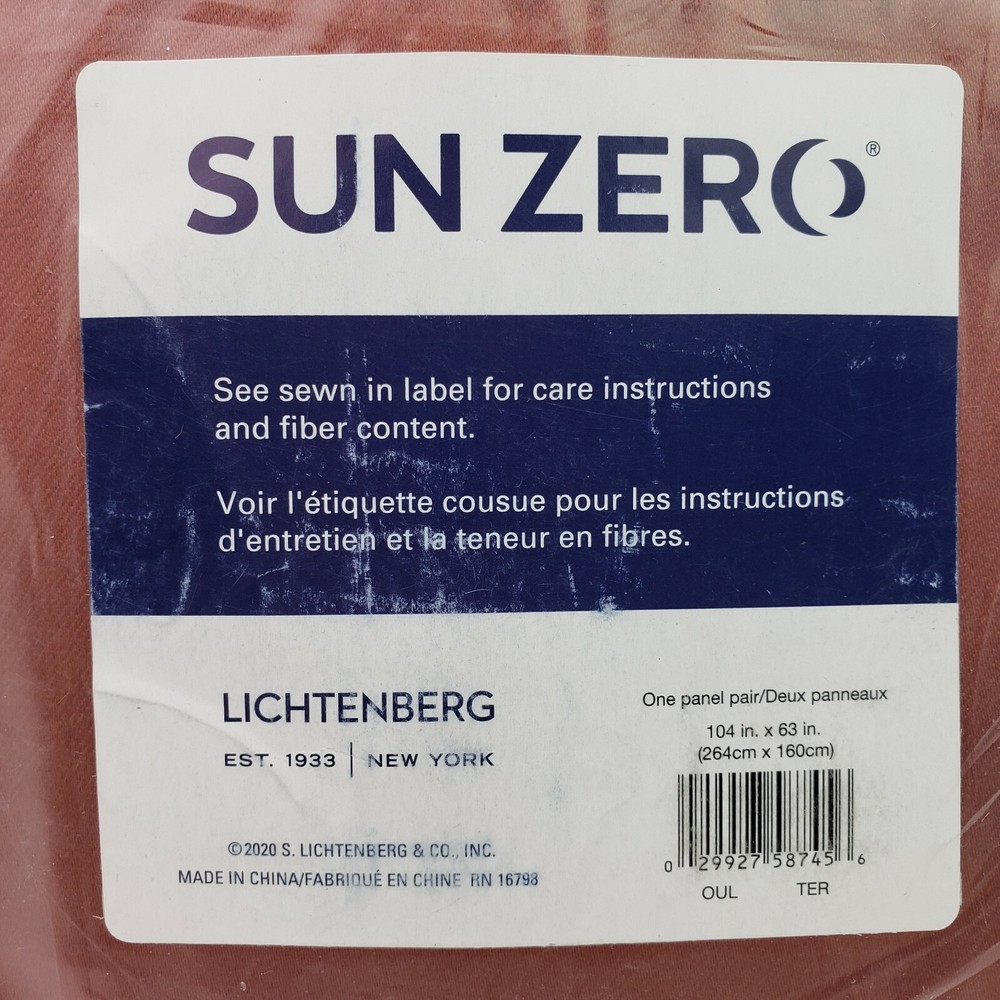 SUN ZERO®
See sewn in label for care instructions
and fiber content.
Voir l'étiquette cousue pour les instructions
d'entretien et la teneur en fibres.
LICHTENBERG
EST. 1933 | NEW YORK
©2020 S. LICHTENBERG & CO., INC.
MADE IN CHINA/FABRIQUÉ EN CHINE RN 16798
One panel pair/Deux panneaux
104 in. x 63 in.
(264cm x 160cm)
0 29927 58745 6
OUL TER